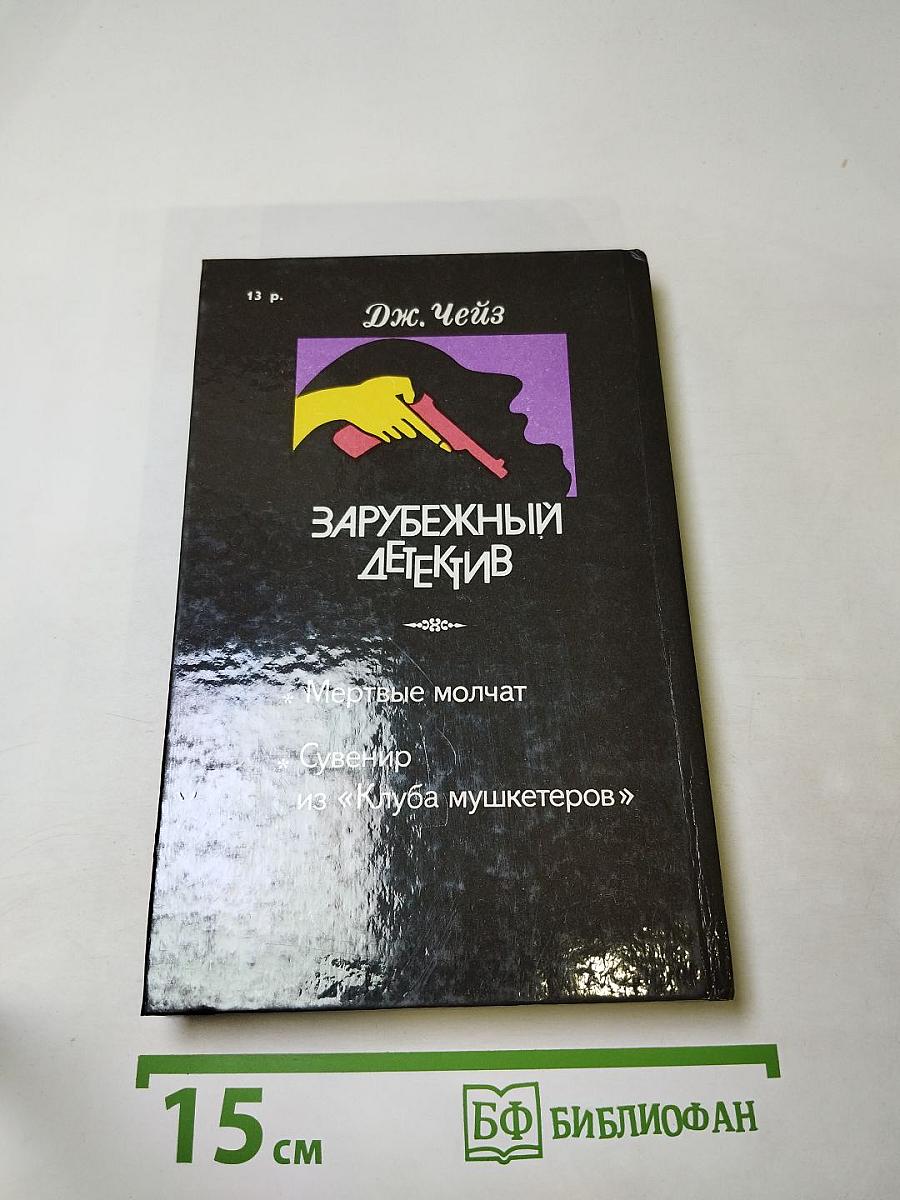 13 р.
Дж. Чейз
ЗАРУБЕЖНЫЙ
ДЕТЕКТИВ
* Мертвые молчат
* Сувенир
из «Клуба мушкетеров»
15 см
БФ БИБЛИОФАН